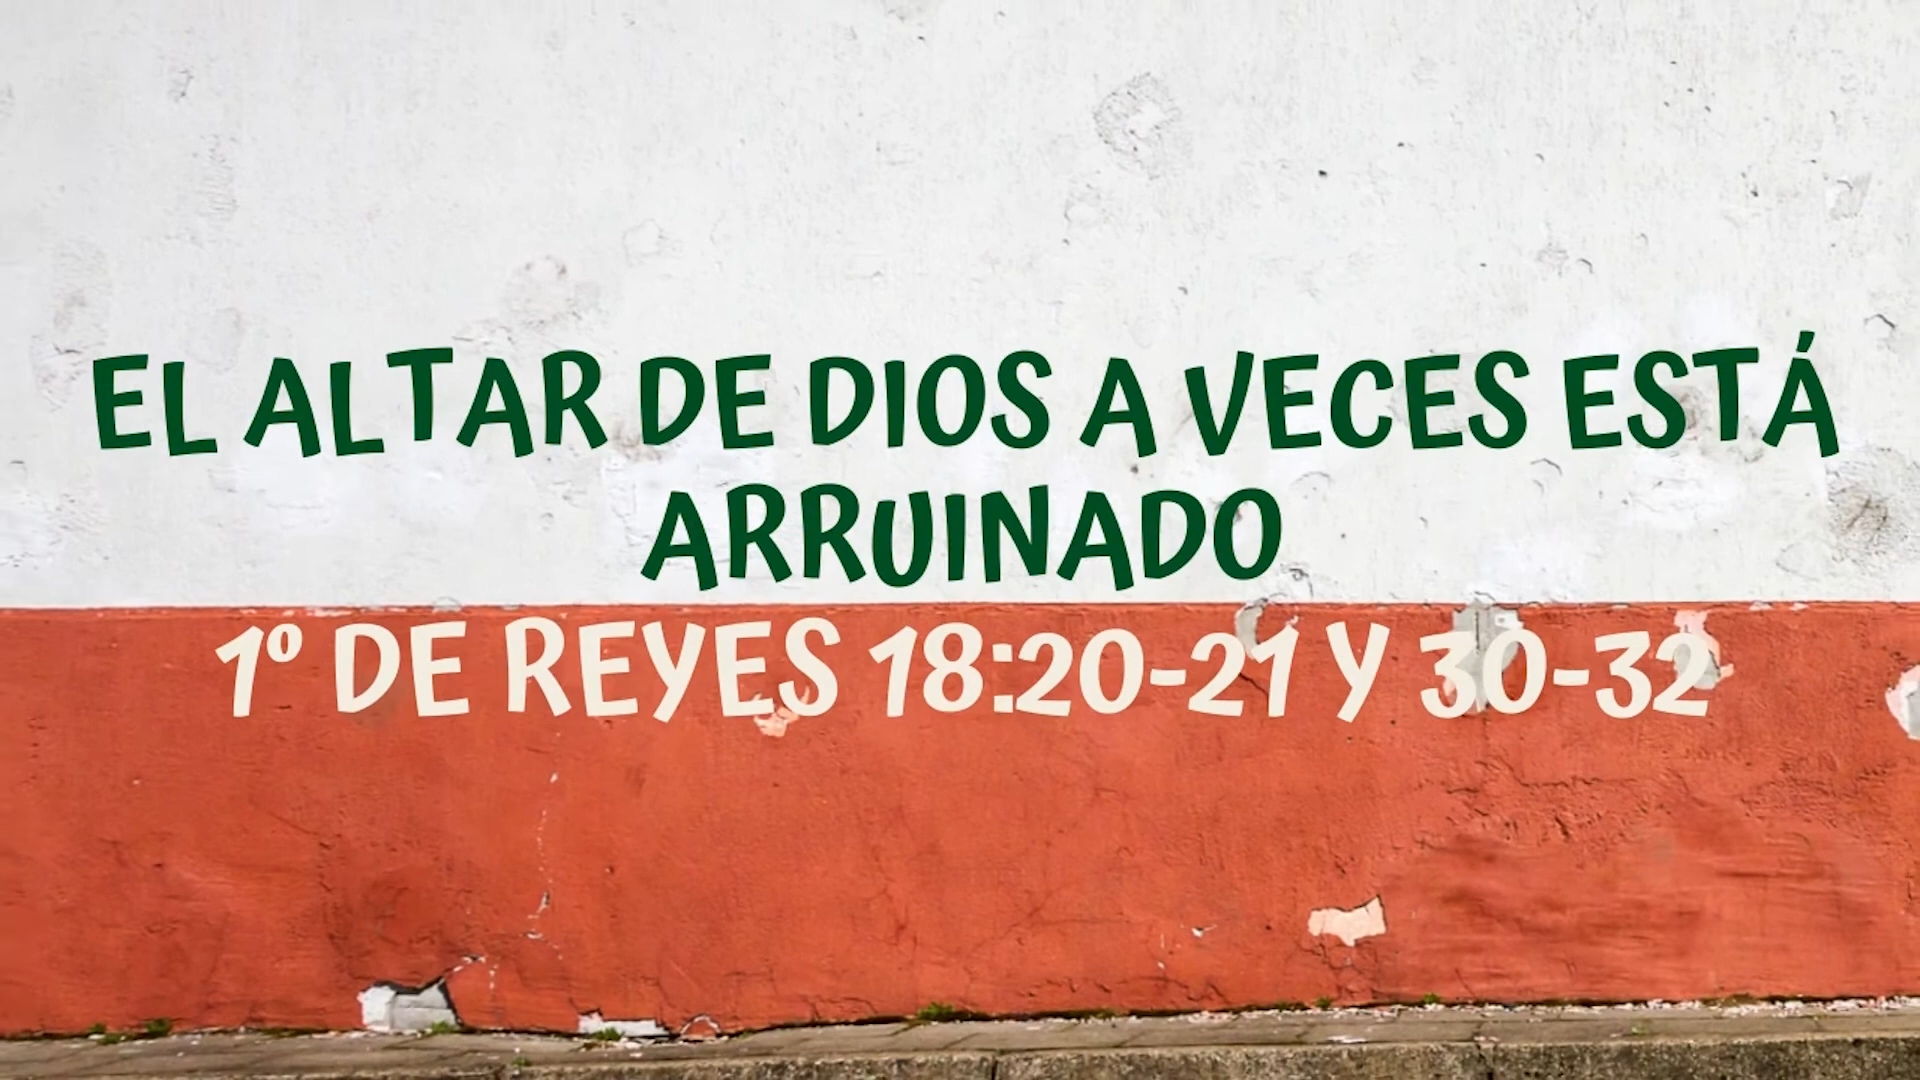 EL ALTAR DE DIOS A VECES ESTÁ
ARRUINADO
1º DE REYES 18:20-21 Y 30-32